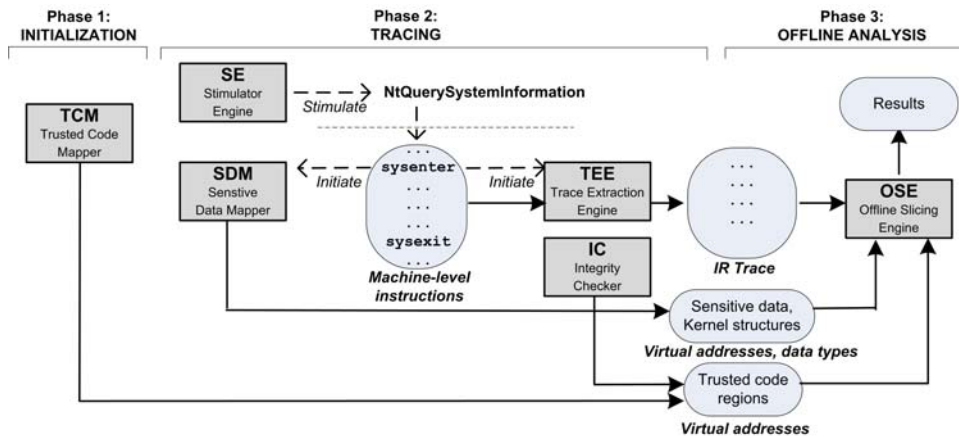 Phase 1:
INITIALIZATION
Phase 2:
TRACING
Phase 3:
OFFLINE ANALYSIS
SE
Stimulator
Engine
Stimulate
NtQuerySystemInformation
Results
TCM
Trusted Code
Mapper
SDM
Senstive
Data Mapper
Initiate
...
sysenter
...
...
...
sysexit
...
Machine-level
instructions
Initiate
TEE
Trace Extraction
Engine
...
...
...
...
IR Trace
OSE
Offline Slicing
Engine
IC
Integrity
Checker
Sensitive data,
Kernel structures
Virtual addresses, data types
Trusted code
regions
Virtual addresses